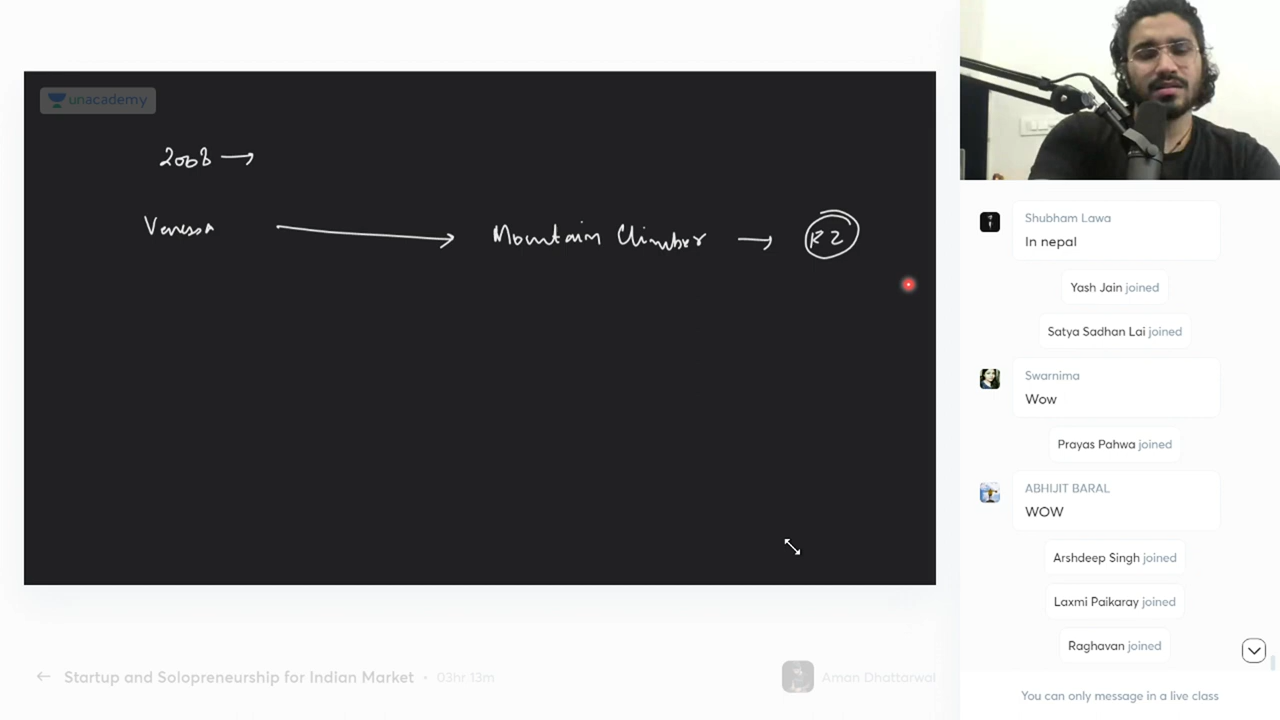 unacademy
2008 →
Vanessa → Mountain Climber → K2
Shubham Lawa
In nepal
Yash Jain joined
Satya Sadhan Lai joined
Swarnima
Wow
Prayas Pahwa joined
ABHIJIT BARAL
WOW
Arshdeep Singh joined
Laxmi Paikaray joined
Raghavan joined
You can only message in a live class
← Startup and Solopreneurship for Indian Market • 03hr 13m
Aman Dhattarwal